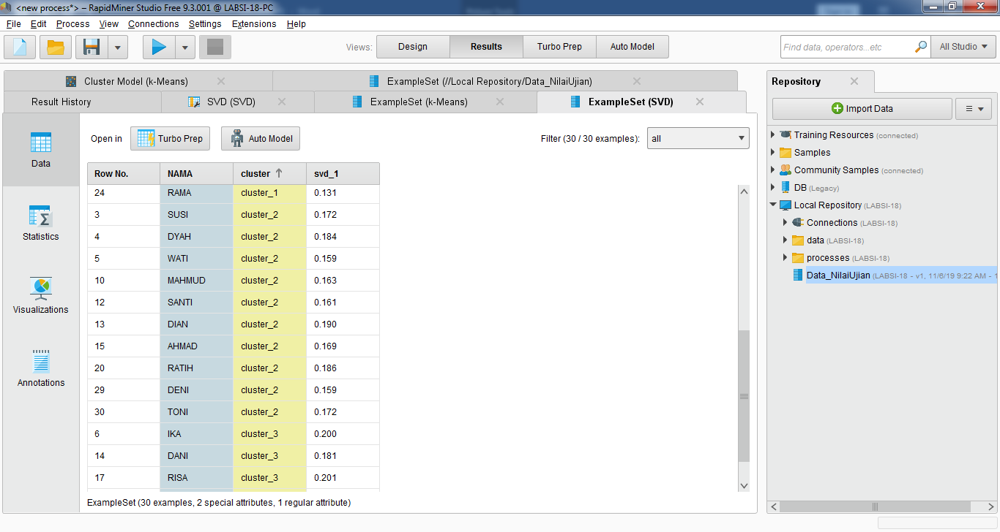 <new process*> – RapidMiner Studio Free 9.3.001 @ LABSI-18-PC
File Edit Process View Connections Settings Extensions Help
Views: Design Results Turbo Prep Auto Model Find data, operators...etc All Studio
Cluster Model (k-Means) ExampleSet (//Local Repository/Data_NilaiUjian)
Result History SVD (SVD) ExampleSet (k-Means) ExampleSet (SVD)
Data
Statistics
Visualizations
Annotations
Open in Turbo Prep Auto Model Filter (30 / 30 examples): all
Row No. NAMA cluster svd_1
24 RAMA cluster_1 0.131
3 SUSI cluster_2 0.172
4 DYAH cluster_2 0.184
5 WATI cluster_2 0.159
10 MAHMUD cluster_2 0.163
12 SANTI cluster_2 0.161
13 DIAN cluster_2 0.190
15 AHMAD cluster_2 0.169
20 RATIH cluster_2 0.186
29 DENI cluster_2 0.159
30 TONI cluster_2 0.172
6 IKA cluster_3 0.200
14 DANI cluster_3 0.181
17 RISA cluster_3 0.201
ExampleSet (30 examples, 2 special attributes, 1 regular attribute)
Repository
Import Data
Training Resources (connected)
Samples
Community Samples (connected)
DB (Legacy)
Local Repository (LABSI-18)
Connections (LABSI-18)
data (LABSI-18)
processes (LABSI-18)
Data_NilaiUjian (LABSI-18 - v1, 11/6/19 9:22 AM - 1